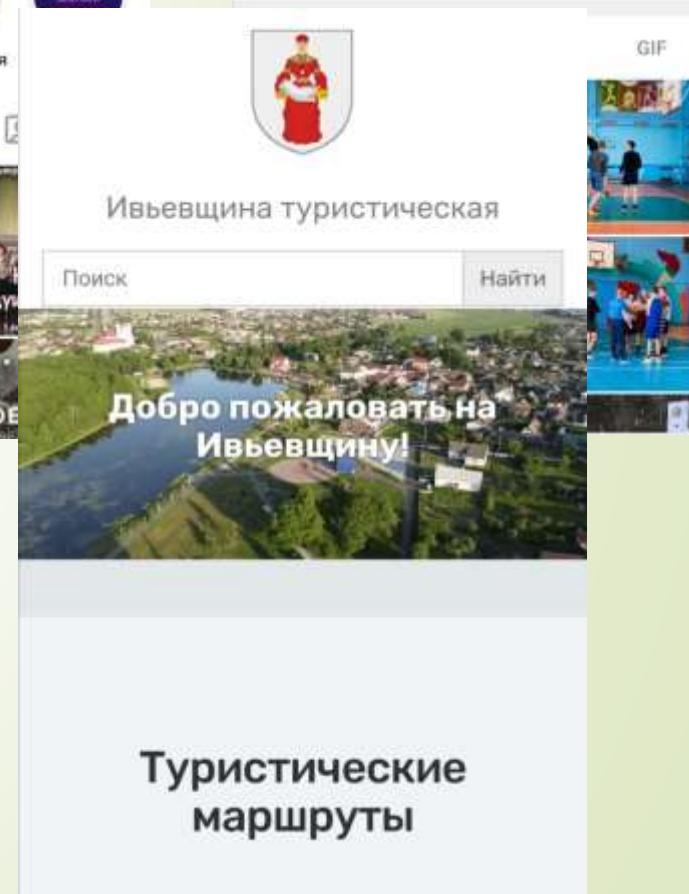 GIF
Ивьевщина туристическая
Поиск
Найти
Добро пожаловать на
Ивьевщину!
Туристические
маршруты